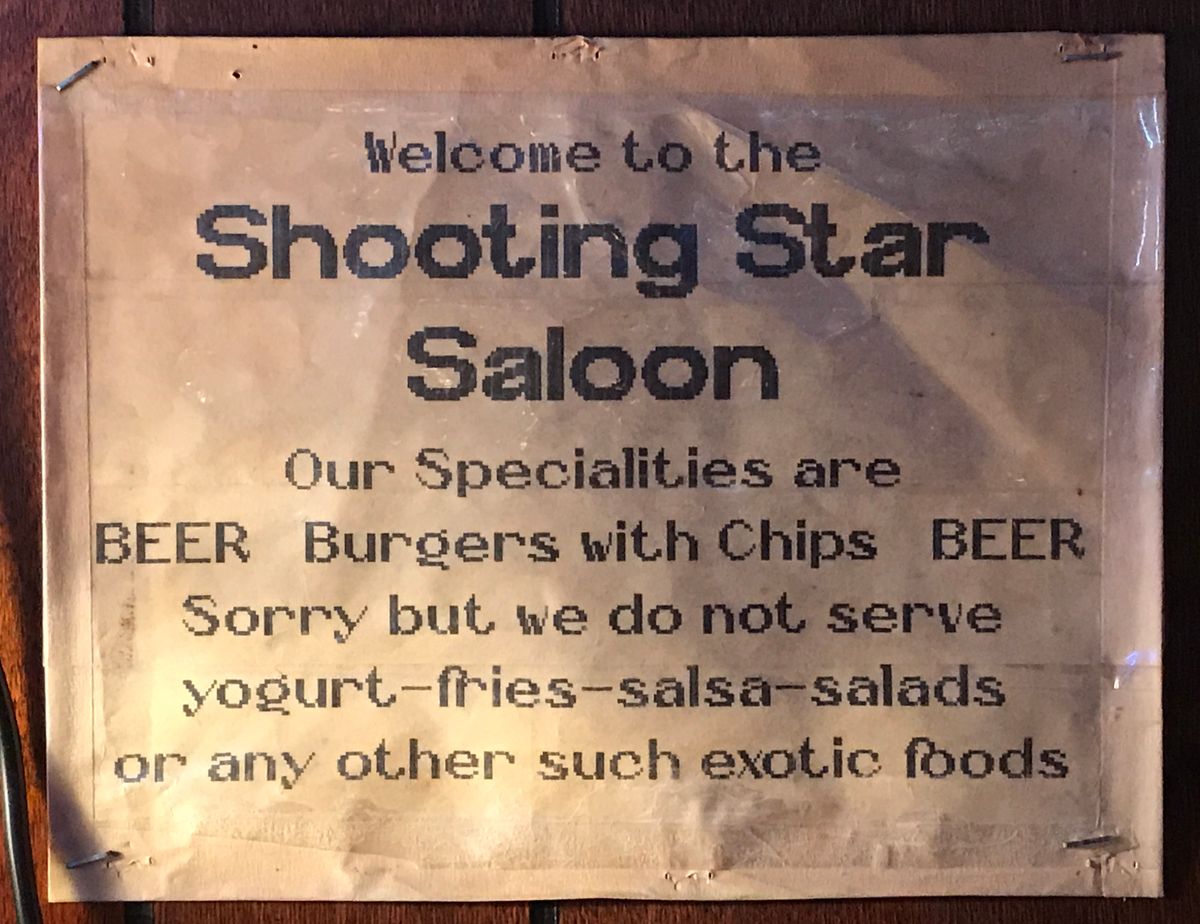 Welcome to the
Shooting Star
Saloon
Our Specialities are
BEER Burgers with Chips BEER
Sorry but we do not serve
yogurt-fries-salsa-salads
or any other such exotic foods